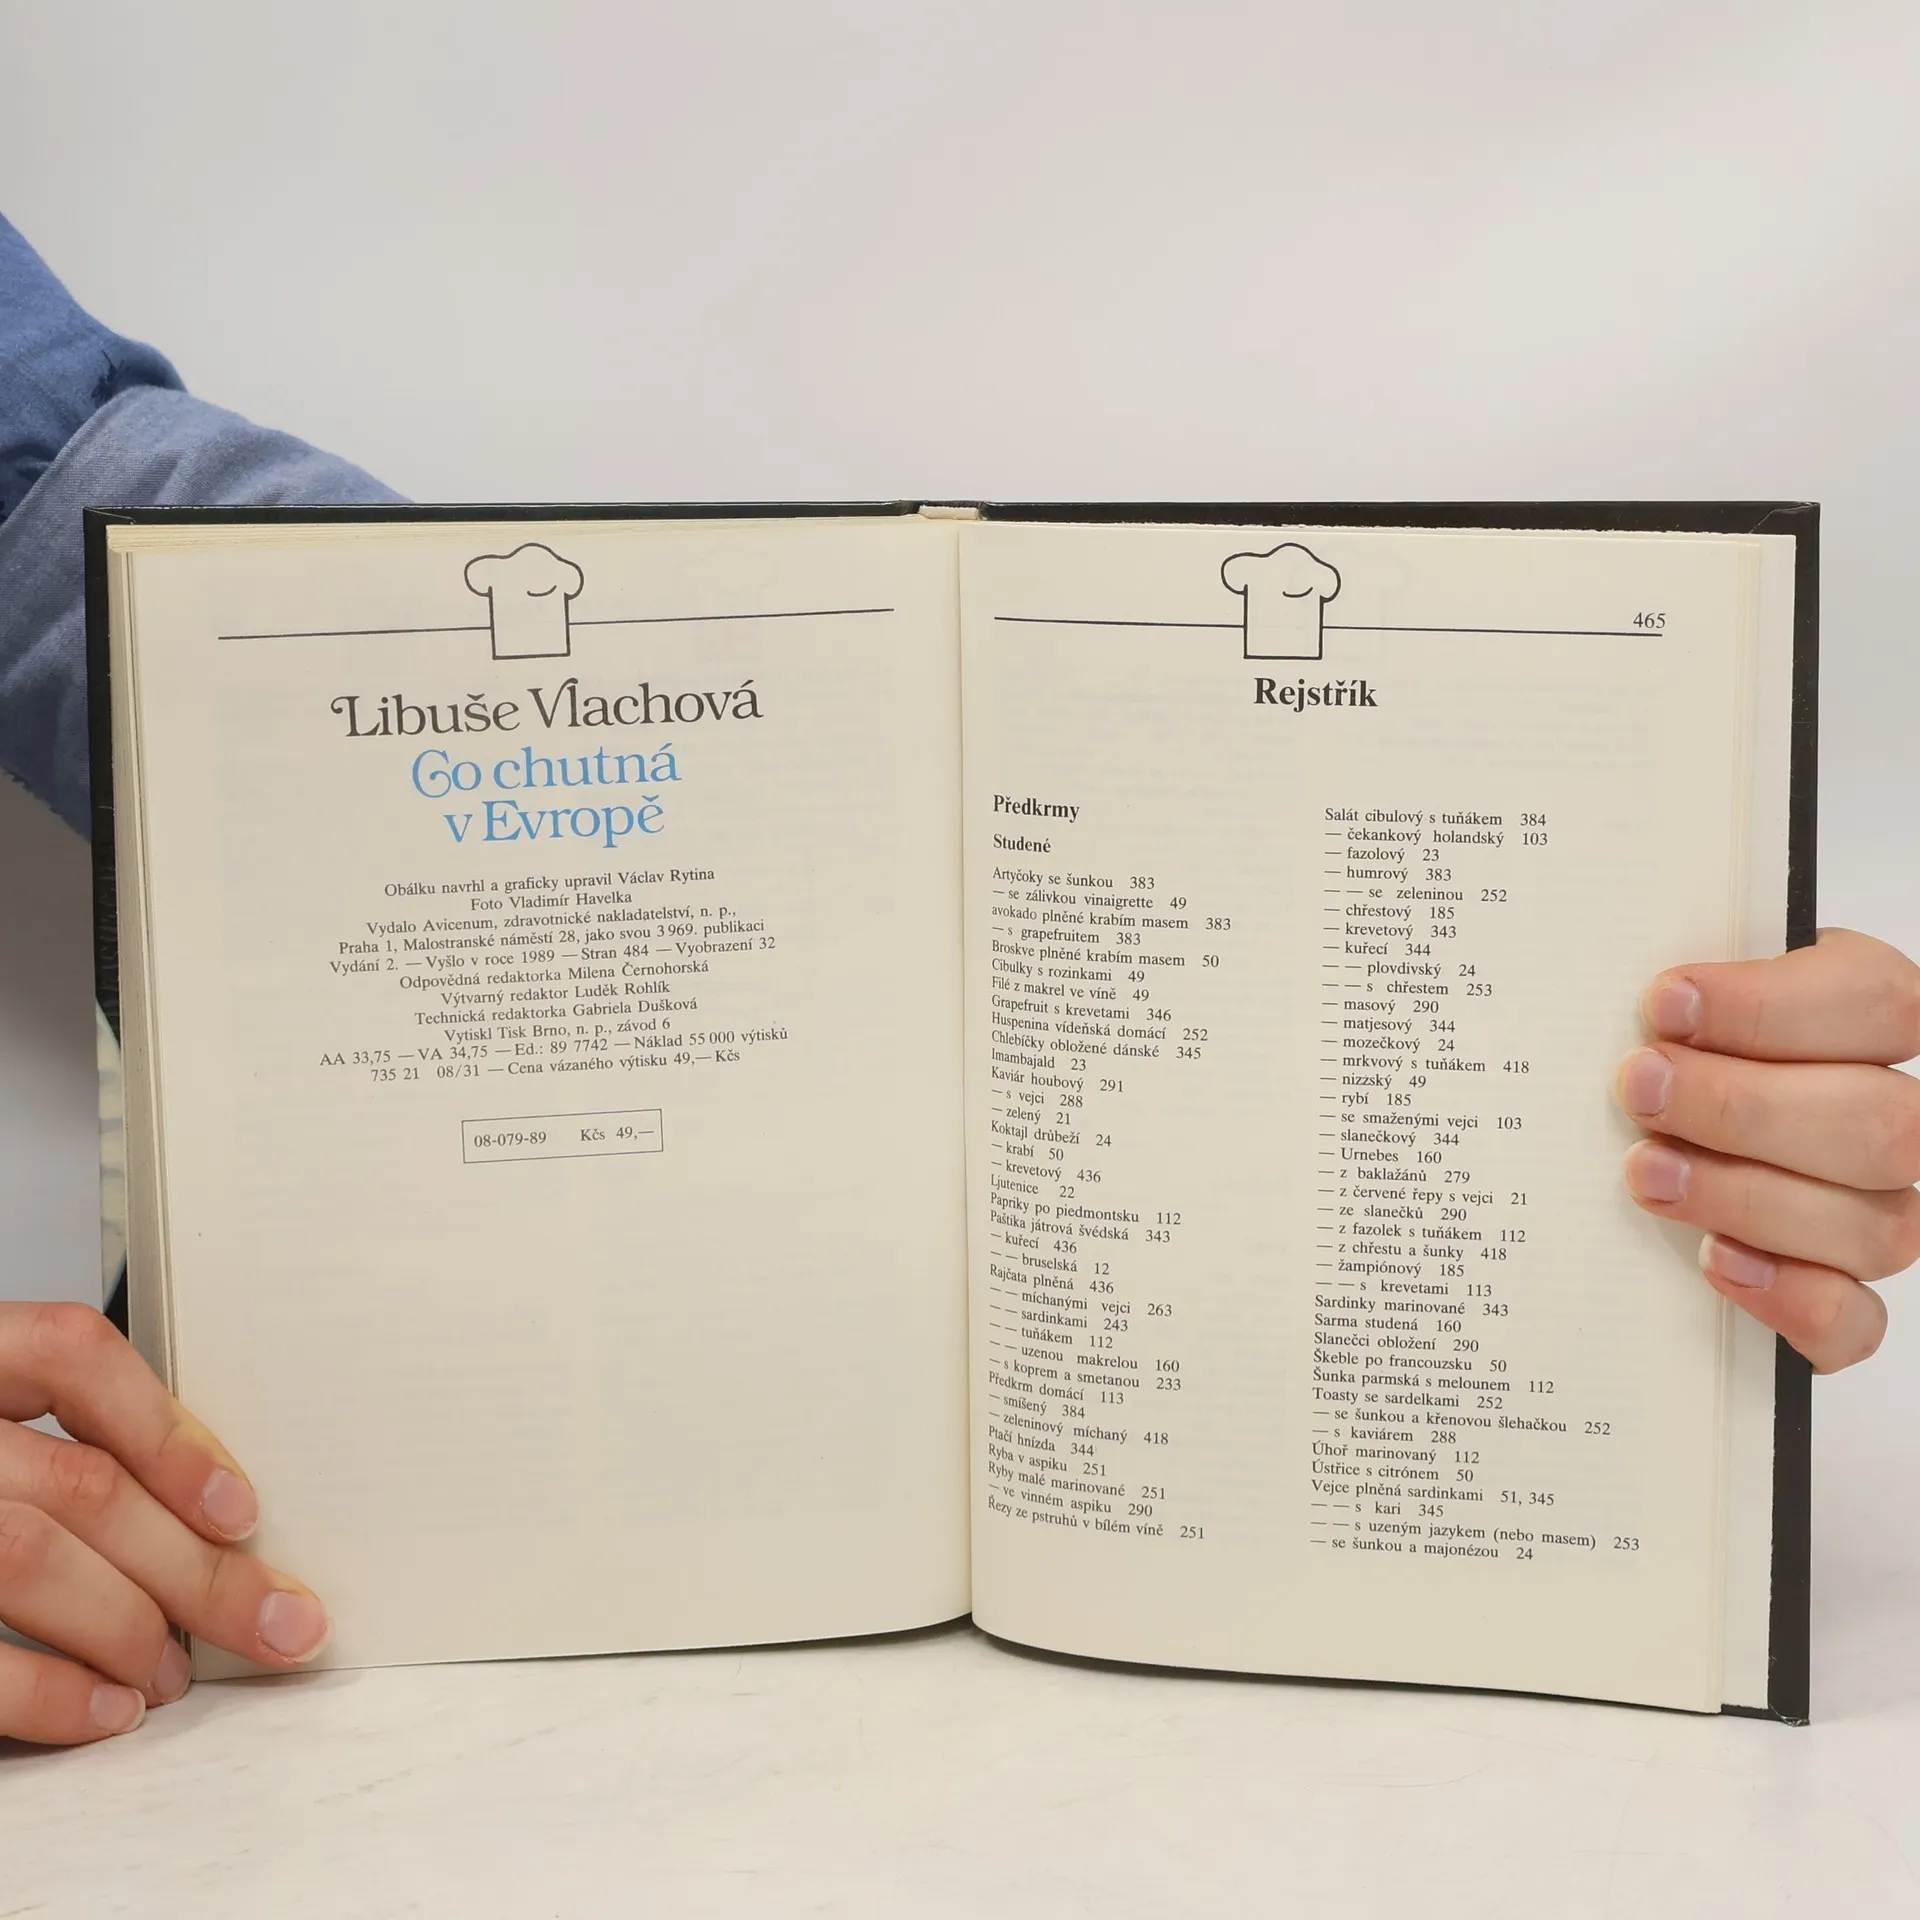 Libuše Vlachová
Co chutná
v Evropě
Obálku navrhl a graficky upravil Václav Rytina
Foto Vladimír Havelka
Vydalo Avicenum, zdravotnické nakladatelství, n. p.,
Praha 1, Malostranské náměstí 28, jako svou 3 969. publikaci
Vydání 2. — Vyšlo v roce 1989 — Stran 484 — Vyobrazení 32
Odpovědná redaktorka Milena Černohorská
Výtvarný redaktor Luděk Rohlík
Technická redaktorka Gabriela Dušková
Vytiskl Tisk Brno, n. p., závod 6
AA 33,75 — VA 34,75 — Ed.: 89 7742 — Náklad 55 000 výtisků
735 21 08/31 — Cena vázaného výtisku 49,— Kčs
08-079-89 Kčs 49,—
465
Rejstřík
Předkrmy
Studené
Artyčoky se šunkou 383
— se zálivkou vinaigrette 49
avokado plněné krabím masem 383
— s grapefruitem 383
Broskve plněné krabím masem 50
Cibulky s rozinkami 49
Filé z makrel ve víně 49
Grapefruit s krevetami 346
Huspenina vídeňská domácí 252
Chlebíčky obložené dánské 345
Imambajald 23
Kaviár houbový 291
— s vejci 288
— zelený 21
Koktajl drůbeží 24
— krabí 50
— krevetový 436
Ljutenice 22
Papriky po piedmontsku 112
Paštika játrová švédská 343
— kuřecí 436
— — bruselská 12
Rajčata plněná 436
— — míchanými vejci 263
— — sardinkami 243
— — tuňákem 112
— — uzenou makrelou 160
— s koprem a smetanou 233
Předkrm domácí 113
— smíšený 384
— zeleninový míchaný 418
Ptačí hnízda 344
Ryba v aspiku 251
Ryby malé marinované 251
— ve vinném aspiku 290
Řezy ze pstruhů v bílém víně 251
Salát cibulový s tuňákem 384
— čekankový holandský 103
— fazolový 23
— humrový 383
— — se zeleninou 252
— chřestový 185
— krevetový 343
— kuřecí 344
— — plovdivský 24
— — s chřestem 253
— masový 290
— matjesový 344
— mozečkový 24
— mrkvový s tuňákem 418
— nizzský 49
— rybí 185
— se smaženými vejci 103
— slanečkový 344
— Urnebes 160
— z baklažánů 279
— z červené řepy s vejci 21
— ze slanečků 290
— z fazolek s tuňákem 112
— z chřestu a šunky 418
— žampiónový 185
— — s krevetami 113
Sardinky marinované 343
Sarma studená 160
Slanečci obložení 290
Škeble po francouzsku 50
Šunka parmská s melounem 112
Toasty se sardelkami 252
— se šunkou a křenovou šlehačkou 252
— s kaviárem 288
Úhoř marinovaný 112
Ústřice s citrónem 50
Vejce plněná sardinkami 51, 345
— — s kari 345
— — s uzeným jazykem (nebo masem) 253
— se šunkou a majonézou 24